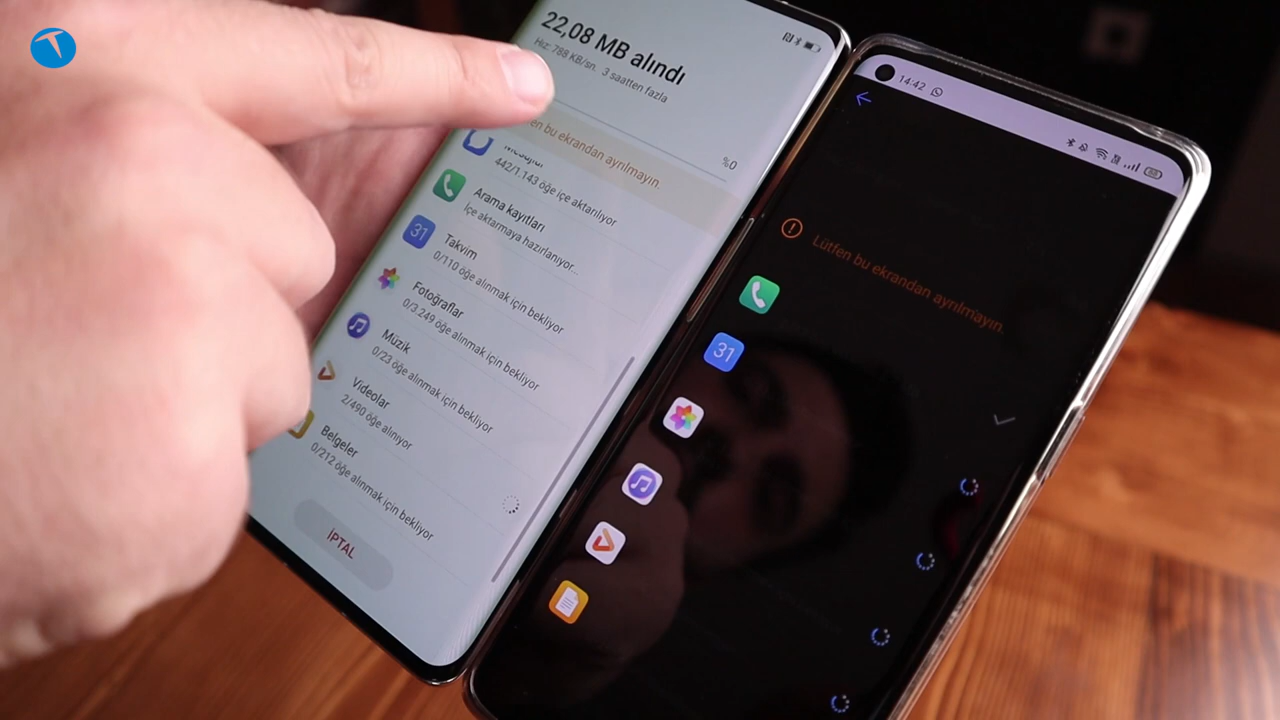 22,08 MB alındı
Hız: 788 KB/sn. 3 saatten fazla
%0
bu ekrandan ayrılmayın.
Mesajlar
442/1.143 öğe içe aktarılıyor
Arama kayıtları
İçe aktarmaya hazırlanıyor...
31
Takvim
0/110 öğe alınmak için bekliyor
Fotoğraflar
0/3.249 öğe alınmak için bekliyor
Müzik
0/23 öğe alınmak için bekliyor
Videolar
2/490 öğe alınıyor
Belgeler
0/212 öğe alınmak için bekliyor
İPTAL
14:42
Lütfen bu ekrandan ayrılmayın.
31